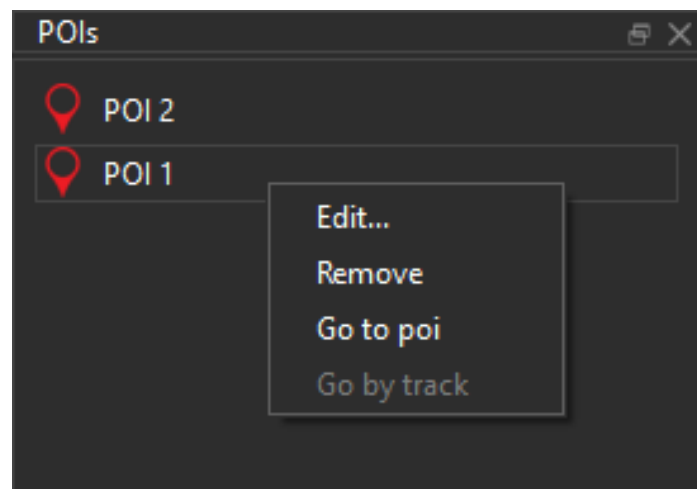 POIs
POI 2
POI 1
Edit...
Remove
Go to poi
Go by track